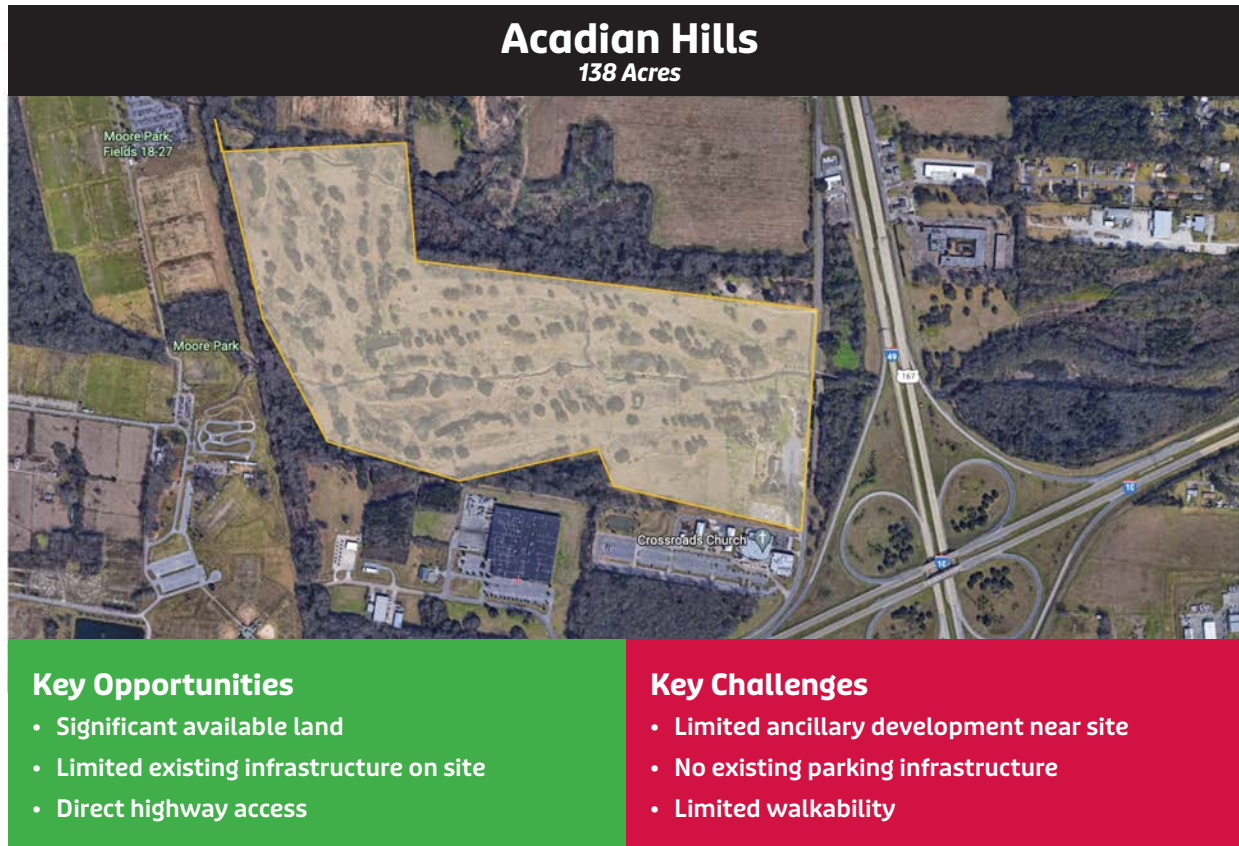 Acadian Hills
138 Acres
Moore Park,
Fields 18-27
Moore Park
49
167
10
10
Crossroads Church
Key Opportunities
• Significant available land
• Limited existing infrastructure on site
• Direct highway access
Key Challenges
• Limited ancillary development near site
• No existing parking infrastructure
• Limited walkability